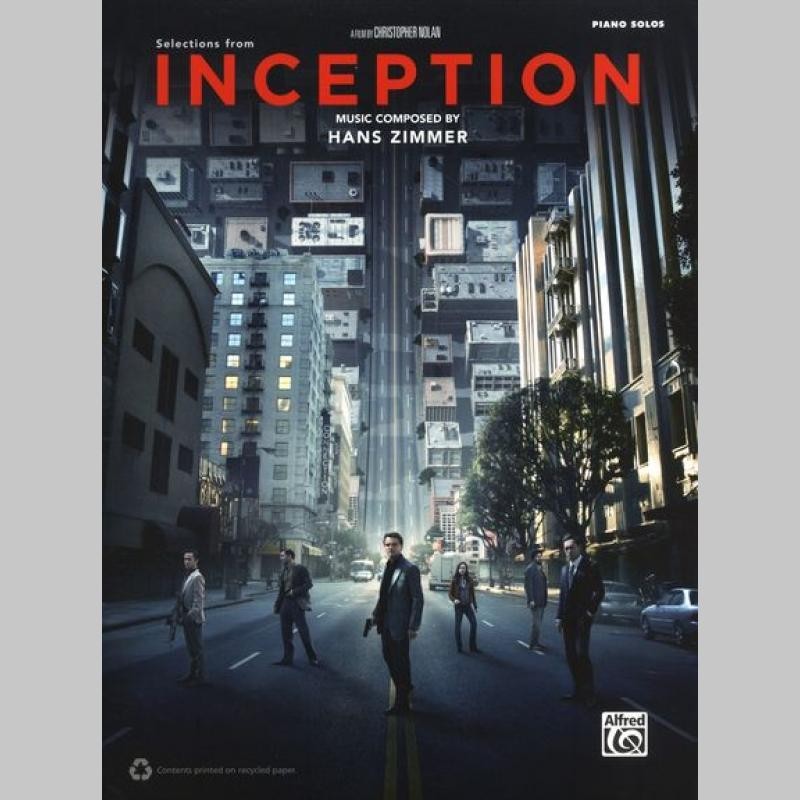 A FILM BY CHRISTOPHER NOLAN
PIANO SOLOS
Selections from
INCEPTION
MUSIC COMPOSED BY
HANS ZIMMER
Alfred
Contents printed on recycled paper.